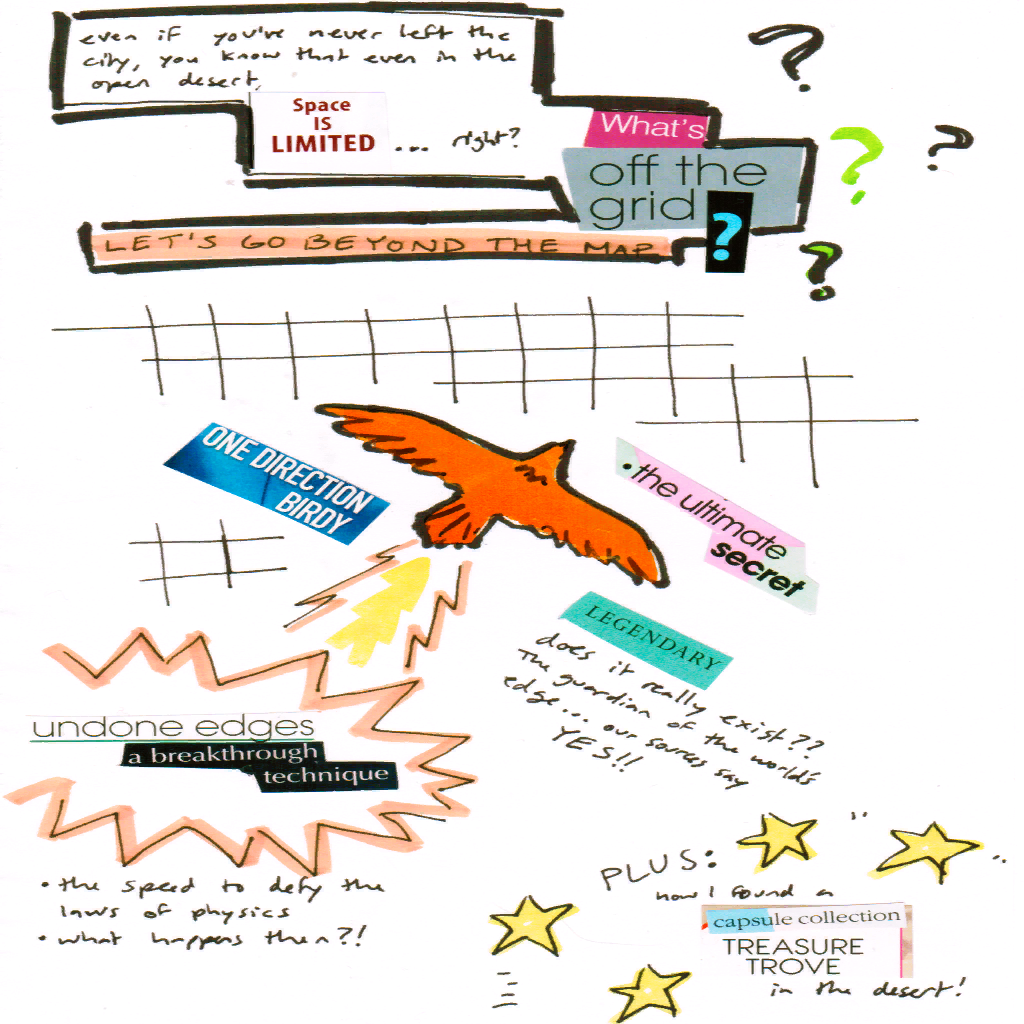 even if you've never left the
city, you know that even in the
open desert,
Space
IS
LIMITED
... right?
What's
off the
grid
?
LET'S GO BEYOND THE MAP
? ? ? ?
ONE DIRECTION
BIRDY
• the ultimate
secret
LEGENDARY
does it really exist??
The guardian of the world's
edge... our sources say
YES!!
undone edges
a breakthrough
technique
• the speed to defy the
laws of physics
• what happens then?!
PLUS:
how I found a
capsule collection
TREASURE
TROVE
in the desert!